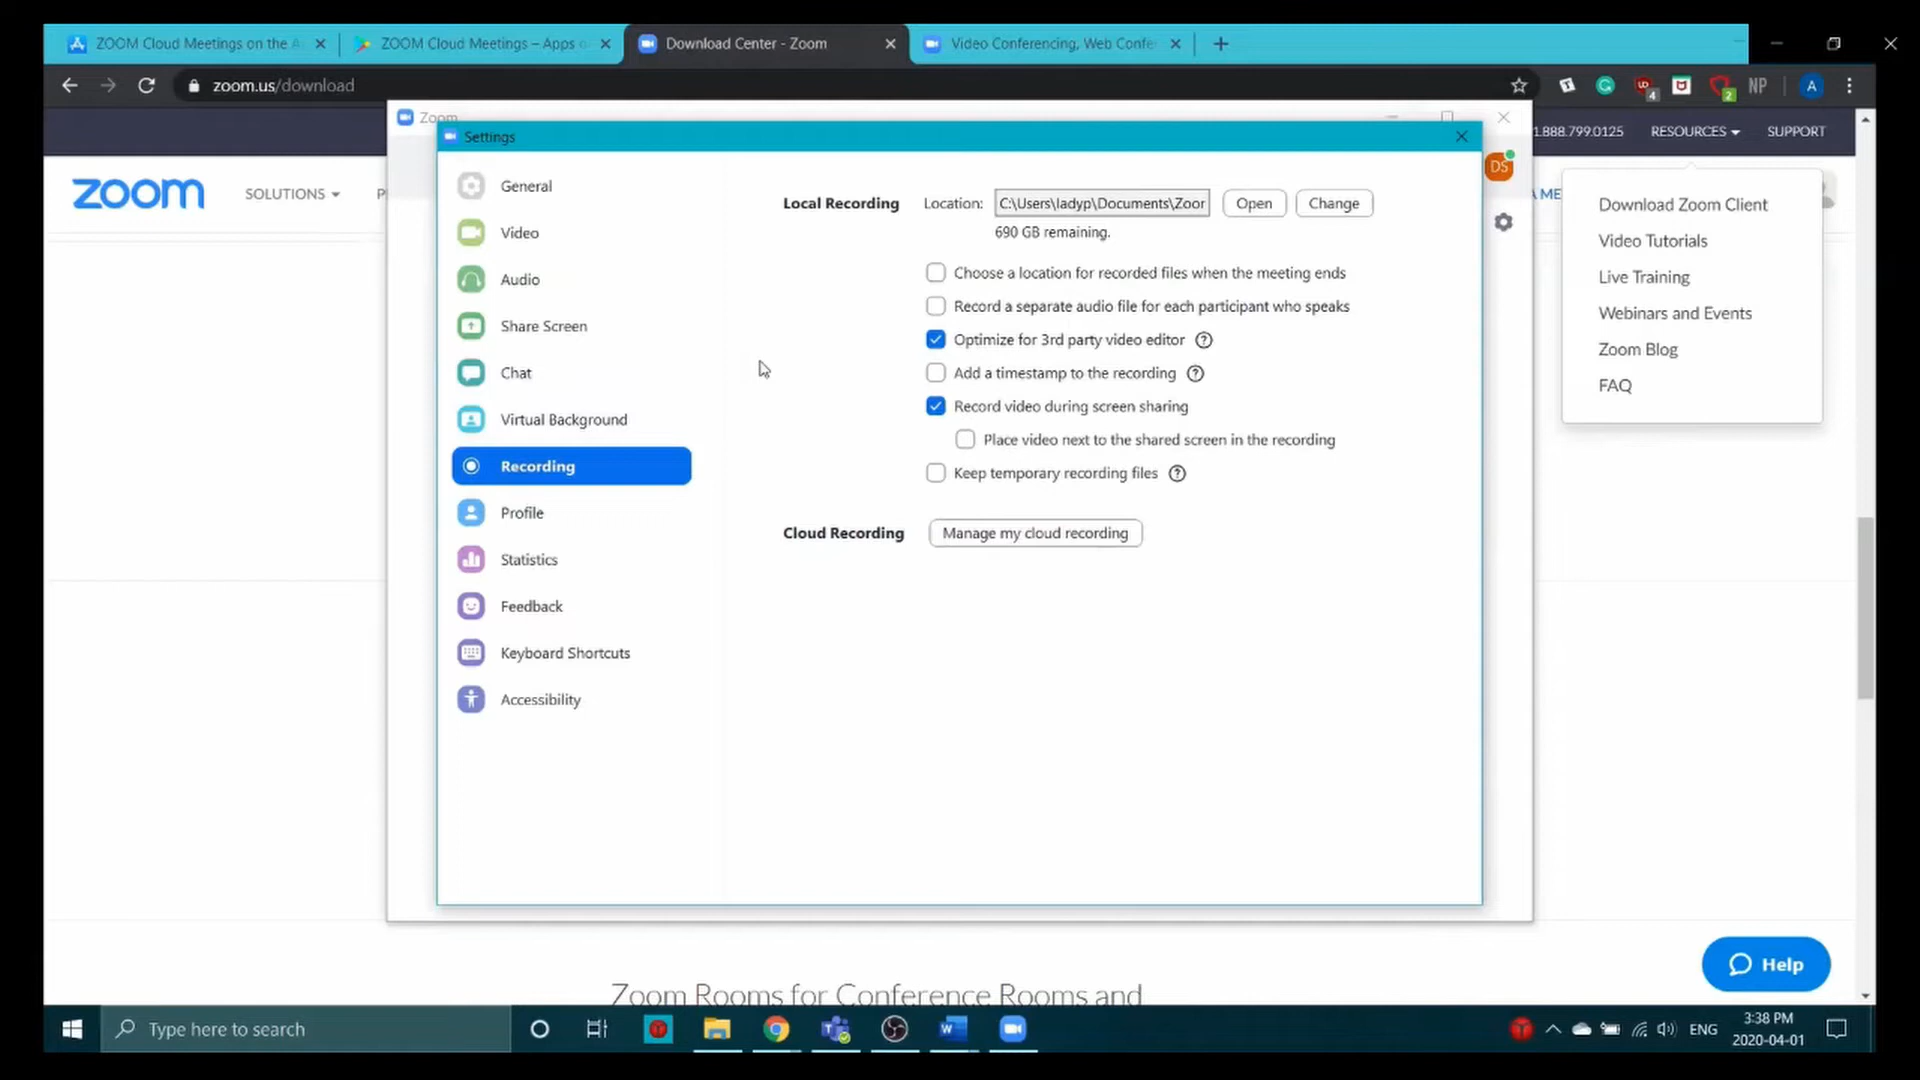 ZOOM Cloud Meetings on the A
ZOOM Cloud Meetings – Apps o
Download Center - Zoom
Video Conferencing, Web Confe
zoom.us/download
4
2
NP
A
Zoom
1.888.799.0125
RESOURCES
SUPPORT
Settings
zoom
SOLUTIONS
P
A ME
DS
General
Video
Audio
Share Screen
Chat
Virtual Background
Recording
Profile
Statistics
Feedback
Keyboard Shortcuts
Accessibility
Local Recording
Location:
C:\Users\ladyp\Documents\Zoor
Open
Change
690 GB remaining.
Choose a location for recorded files when the meeting ends
Record a separate audio file for each participant who speaks
Optimize for 3rd party video editor ?
Add a timestamp to the recording ?
Record video during screen sharing
Place video next to the shared screen in the recording
Keep temporary recording files ?
Cloud Recording
Manage my cloud recording
Download Zoom Client
Video Tutorials
Live Training
Webinars and Events
Zoom Blog
FAQ
Help
Zoom Rooms for Conference Rooms and
Type here to search
ENG
3:38 PM
2020-04-01